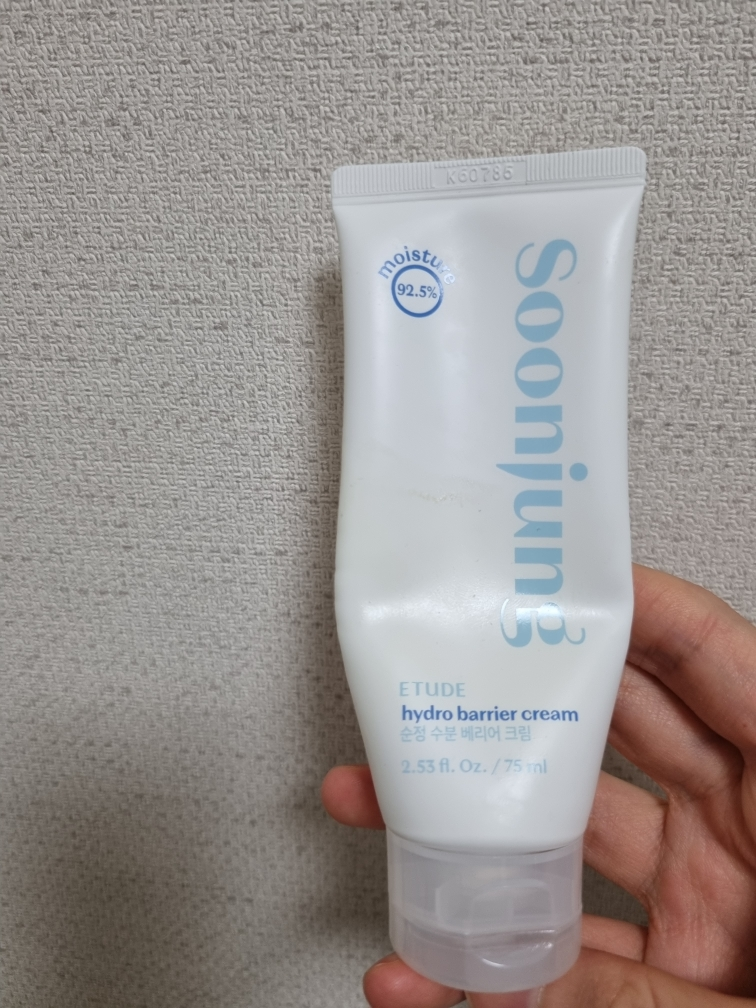 K60785
moisture
92.5%
soonjung
ETUDE
hydro barrier cream
순정 수분 베리어 크림
2.53 fl. Oz. / 75 ml